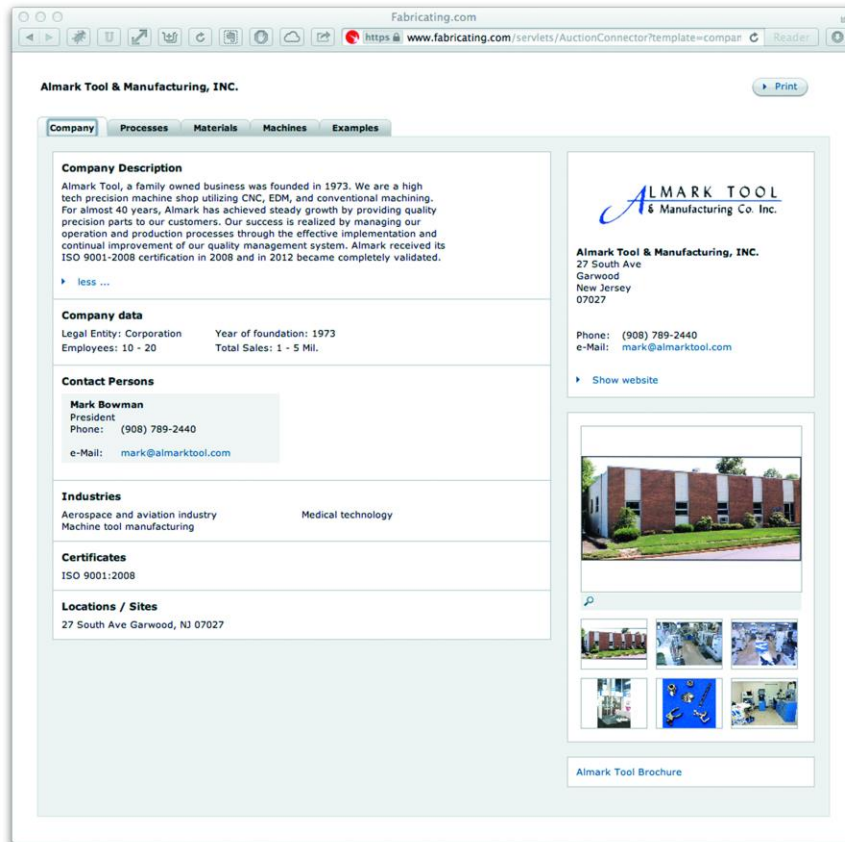 Fabricating.com
https www.fabricating.com/servlets/AuctionConnector?template=compar
Reader
Almark Tool & Manufacturing, INC.
Print
Company
Processes
Materials
Machines
Examples
Company Description
Almark Tool, a family owned business was founded in 1973. We are a high
tech precision machine shop utilizing CNC, EDM, and conventional machining.
For almost 40 years, Almark has achieved steady growth by providing quality
precision parts to our customers. Our success is realized by managing our
operation and production processes through the effective implementation and
continual improvement of our quality management system. Almark received its
ISO 9001-2008 certification in 2008 and in 2012 became completely validated.
less ...
Company data
Legal Entity: Corporation
Year of foundation: 1973
Employees: 10 - 20
Total Sales: 1 - 5 Mil.
Contact Persons
Mark Bowman
President
Phone: (908) 789-2440
e-Mail: mark@almarktool.com
Industries
Aerospace and aviation industry
Medical technology
Machine tool manufacturing
Certificates
ISO 9001:2008
Locations / Sites
27 South Ave Garwood, NJ 07027
ALMARK TOOL
& Manufacturing Co. Inc.
Almark Tool & Manufacturing, INC.
27 South Ave
Garwood
New Jersey
07027
Phone: (908) 789-2440
e-Mail: mark@almarktool.com
Show website
Almark Tool Brochure